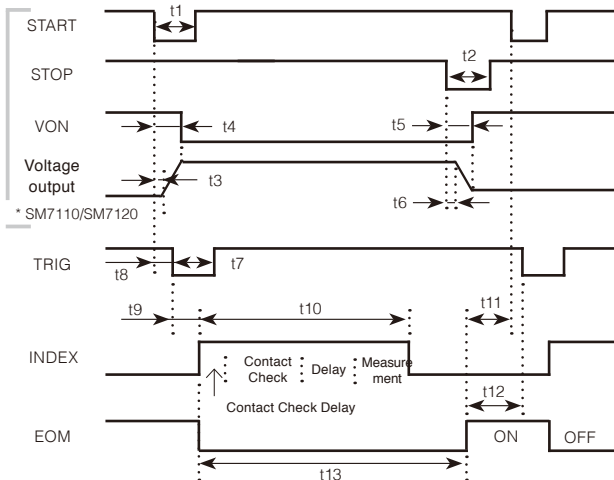 START
t1
STOP
t2
VON
t4
t5
Voltage
output
t3
t6
* SM7110/SM7120
TRIG
t8
t7
t9
t10
t11
INDEX
Contact
Check
Delay
Measure
ment
t12
Contact Check Delay
EOM
ON
OFF
t13